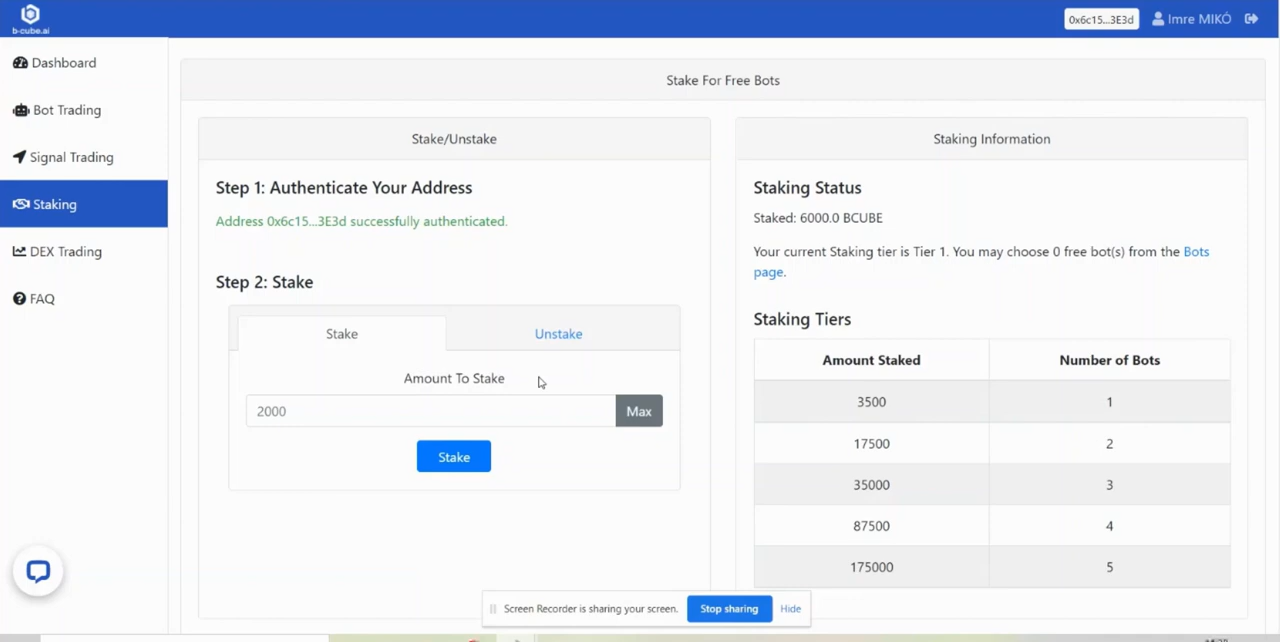 b-cube.ai
0x6c15...3E3d
Imre MIKÓ
Dashboard
Bot Trading
Signal Trading
Staking
DEX Trading
FAQ
Stake For Free Bots
Stake/Unstake
Step 1: Authenticate Your Address
Address 0x6c15...3E3d successfully authenticated.
Step 2: Stake
Stake
Unstake
Amount To Stake
2000
Max
Stake
Staking Information
Staking Status
Staked: 6000.0 BCUBE
Your current Staking tier is Tier 1. You may choose 0 free bot(s) from the Bots
page.
Staking Tiers
Amount Staked Number of Bots
3500 1
17500 2
35000 3
87500 4
175000 5
Screen Recorder is sharing your screen. Stop sharing Hide